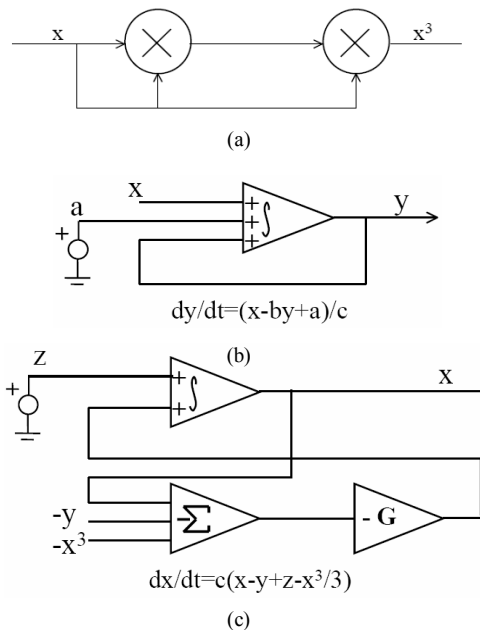 x x³
(a)
x
a
+ + + + ∫ y
dy/dt=(x-by+a)/c
(b)
z x
+ + + ∫
-y
-x³
-Σ - G
dx/dt=c(x-y+z-x³/3)
(c)